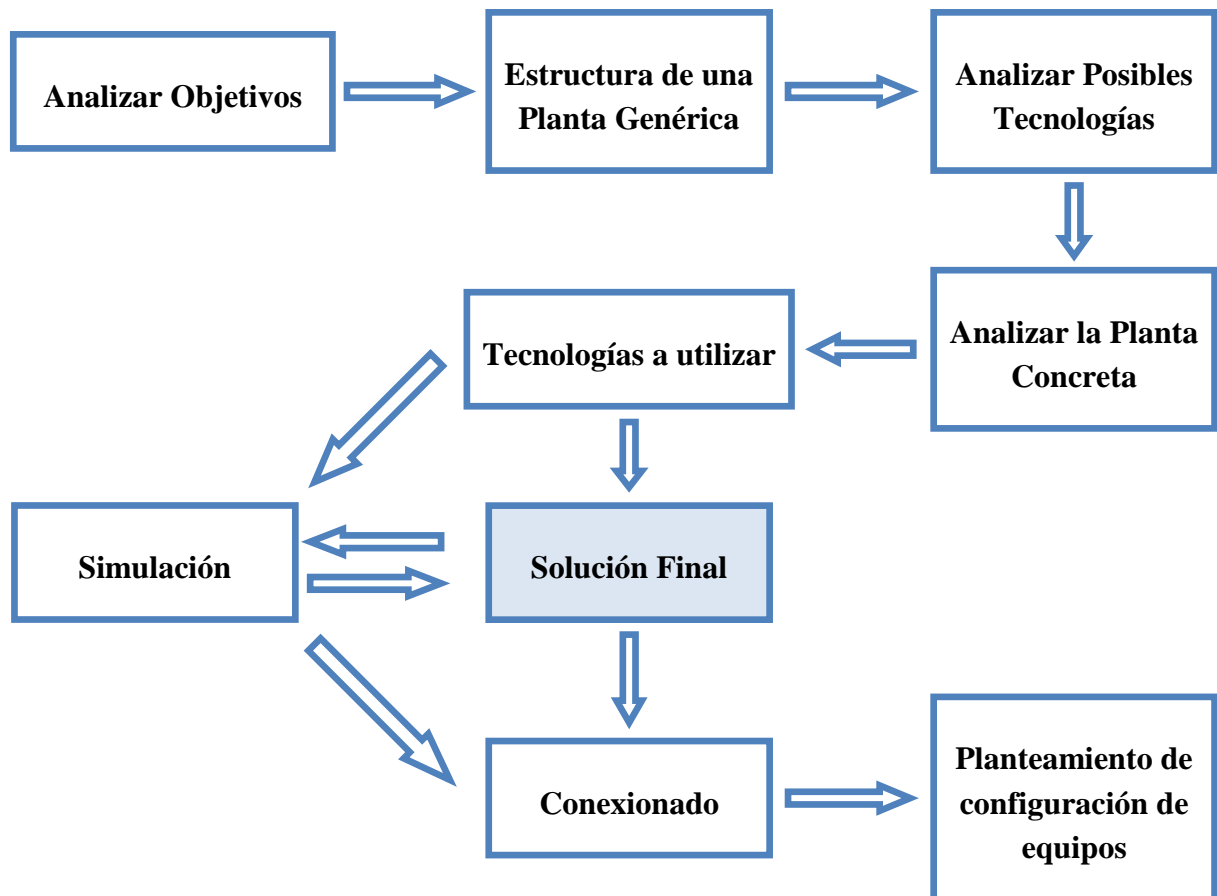 Analizar Objetivos
Estructura de una
Planta Genérica
Analizar Posibles
Tecnologías
Analizar la Planta
Concreta
Tecnologías a utilizar
Simulación
Solución Final
Conexionado
Planteamiento de
configuración de
equipos